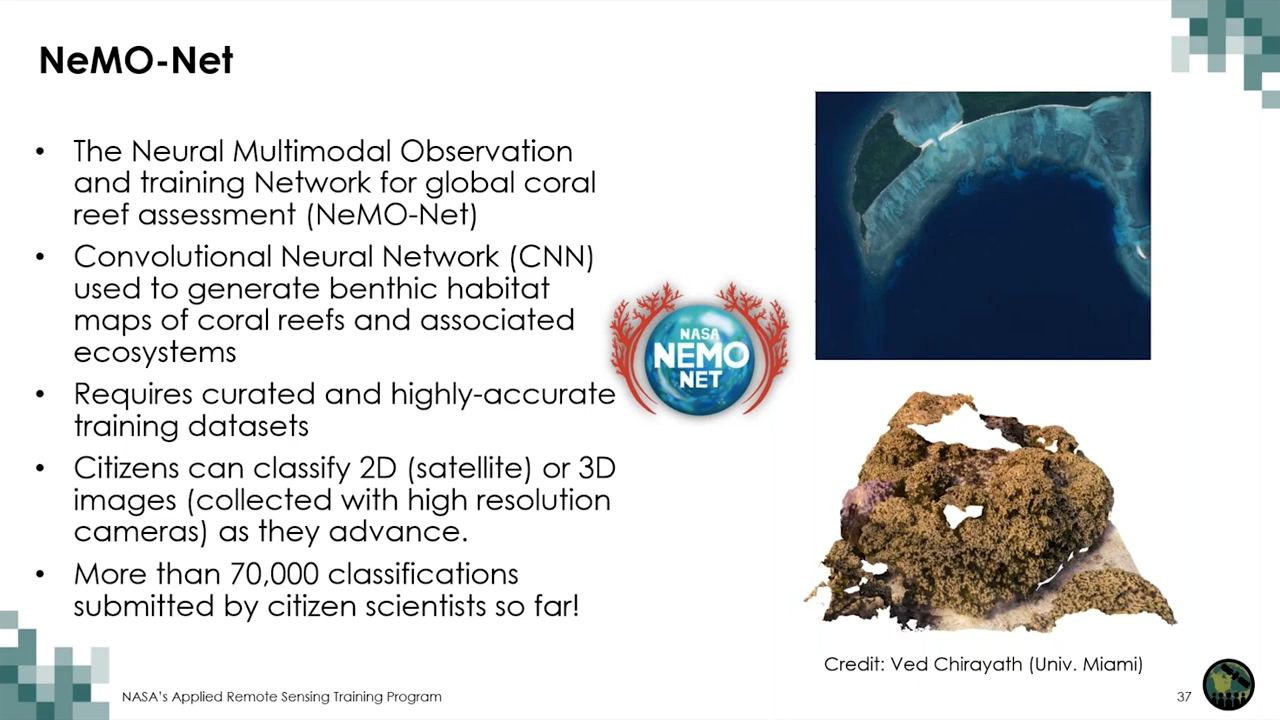 NeMO-Net
• The Neural Multimodal Observation
and training Network for global coral
reef assessment (NeMO-Net)
• Convolutional Neural Network (CNN)
used to generate benthic habitat
maps of coral reefs and associated
ecosystems
• Requires curated and highly-accurate
training datasets
• Citizens can classify 2D (satellite) or 3D
images (collected with high resolution
cameras) as they advance.
• More than 70,000 classifications
submitted by citizen scientists so far!
NASA
NEMO
NET
Credit: Ved Chirayath (Univ. Miami)
NASA's Applied Remote Sensing Training Program
37